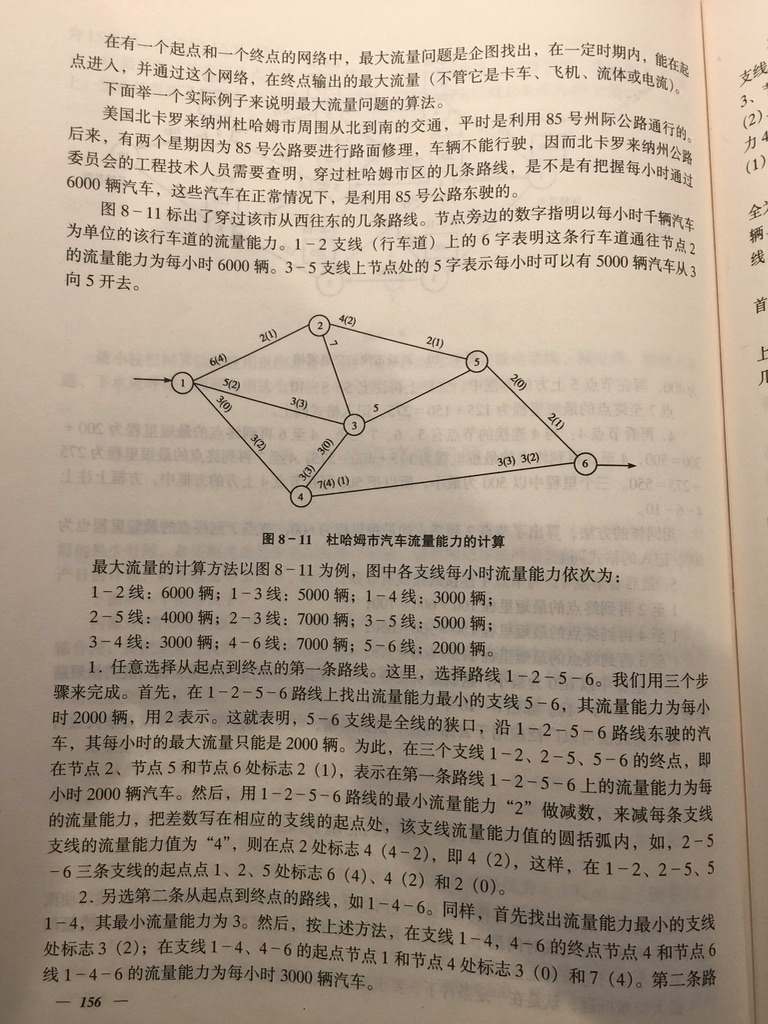 在有一个起点和一个终点的网络中，最大流量问题是企图找出，在一定时期内，能在起
点进入，并通过这个网络，在终点输出的最大流量（不管它是卡车、飞机、流体或电流）。
下面举一个实际例子来说明最大流量问题的算法。
美国北卡罗来纳州杜哈姆市周围从北到南的交通，平时是利用 85 号州际公路通行的。
后来，有两个星期因为 85 号公路要进行路面修理，车辆不能行驶，因而北卡罗来纳州公路
委员会的工程技术人员需要查明，穿过杜哈姆市区的几条路线，是不是有把握每小时通过
6000 辆汽车，这些汽车在正常情况下，是利用 85 号公路东驶的。
图 8－11 标出了穿过该市从西往东的几条路线。节点旁边的数字指明以每小时千辆汽车
为单位的该行车道的流量能力。1－2 支线（行车道）上的 6 字表明这条行车道通往节点 2
的流量能力为每小时 6000 辆。3－5 支线上节点处的 5 字表示每小时可以有 5000 辆汽车从 3
向 5 开去。
2
4(2)
2(1)
7
2(1)
6(4)
5
1
5(2)
2(0)
3(0)
3(3)
5
3
2(1)
3(2)
3(0)
3(3)
3(3) 3(2)
6
7(4) (1)
4
图 8－11 杜哈姆市汽车流量能力的计算
最大流量的计算方法以图 8－11 为例，图中各支线每小时流量能力依次为：
1－2 线：6000 辆；1－3 线：5000 辆；1－4 线：3000 辆；
2－5 线：4000 辆；2－3 线：7000 辆；3－5 线：5000 辆；
3－4 线：3000 辆；4－6 线：7000 辆；5－6 线：2000 辆。
1．任意选择从起点到终点的第一条路线。这里，选择路线 1－2－5－6。我们用三个步
骤来完成。首先，在 1－2－5－6 路线上找出流量能力最小的支线 5－6，其流量能力为每小
时 2000 辆，用 2 表示。这就表明，5－6 支线是全线的狭口，沿 1－2－5－6 路线东驶的汽
车，其每小时的最大流量只能是 2000 辆。为此，在三个支线 1－2、2－5、5－6 的终点，即
在节点 2、节点 5 和节点 6 处标志 2（1），表示在第一条路线 1－2－5－6 上的流量能力为每
小时 2000 辆汽车。然后，用 1－2－5－6 路线的最小流量能力“2”做减数，来减每条支线
的流量能力，把差数写在相应的支线的起点处，该支线流量能力值的圆括弧内，如，2－5
支线的流量能力值为“4”，则在点 2 处标志 4（4－2），即 4（2），这样，在 1－2、2－5、5
－6 三条支线的起点点 1、2、5 处标志 6（4）、4（2）和 2（0）。
2．另选第二条从起点到终点的路线，如 1－4－6。同样，首先找出流量能力最小的支线
1－4，其最小流量能力为 3。然后，按上述方法，在支线 1－4，4－6 的终点节点 4 和节点 6
处标志 3（2）；在支线 1－4、4－6 的起点节点 1 和节点 4 处标志 3（0）和 7（4）。第二条路
线 1－4－6 的流量能力为每小时 3000 辆汽车。
— 156 —
支线
3、
(2)
力 4
(1)
辆
线
首
上